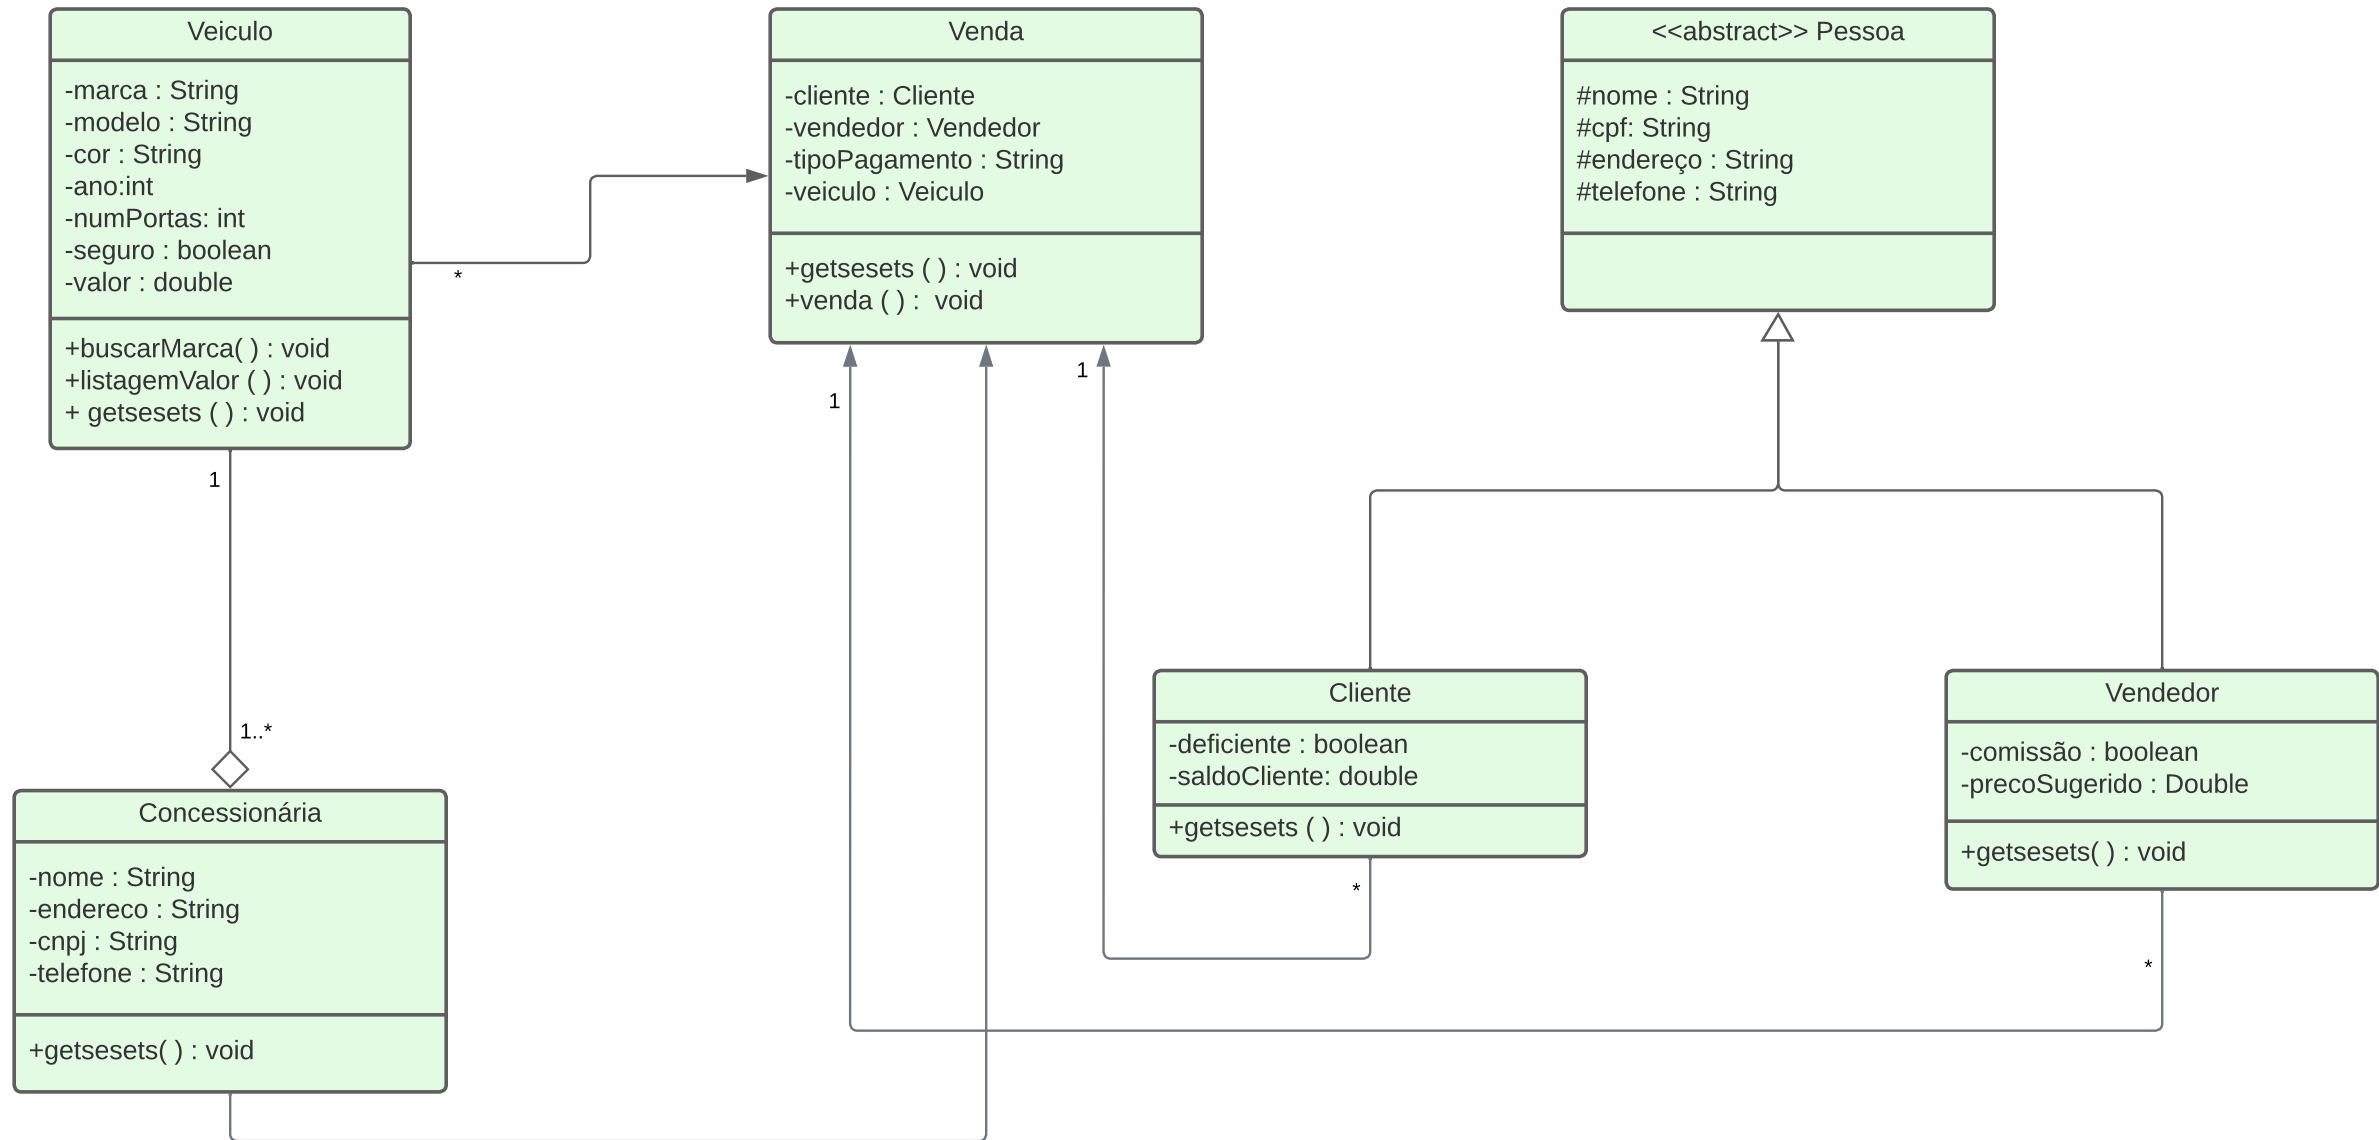 Veiculo
-marca : String
-modelo : String
-cor : String
-ano:int
-numPortas: int
-seguro : boolean
-valor : double
+buscarMarca( ) : void
+listagemValor ( ) : void
+ getsesets ( ) : void
*
1
1..*
Venda
-cliente : Cliente
-vendedor : Vendedor
-tipoPagamento : String
-veiculo : Veiculo
+getsesets ( ) : void
+venda ( ) :  void
1
1
<<abstract>> Pessoa
#nome : String
#cpf: String
#endereço : String
#telefone : String
Concessionária
-nome : String
-endereco : String
-cnpj : String
-telefone : String
+getsesets( ) : void
Cliente
-deficiente : boolean
-saldoCliente: double
+getsesets ( ) : void
*
Vendedor
-comissão : boolean
-precoSugerido : Double
+getsesets( ) : void
*